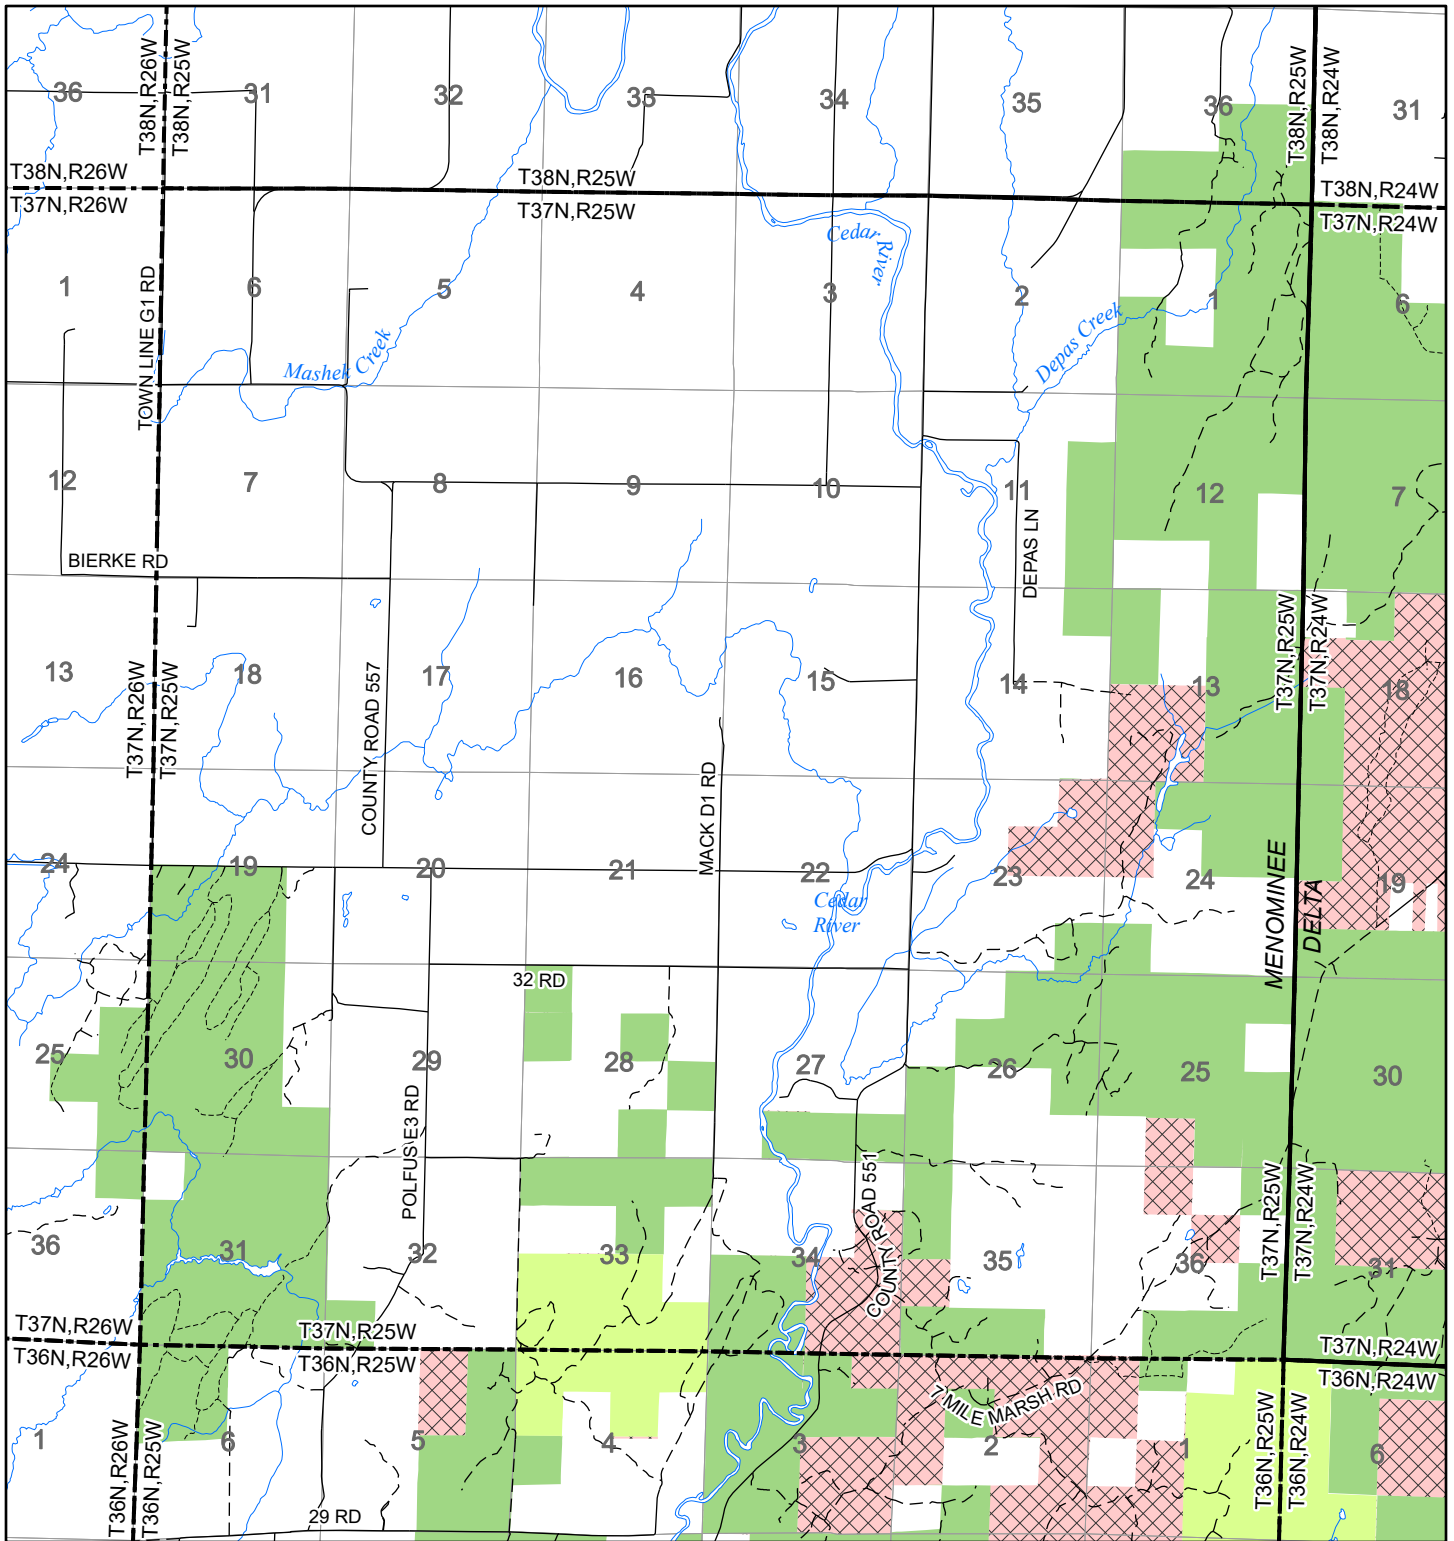 36
31
32
33
34
35
36
31
T38N,R26W
T38N,R25W
T38N,R25W
T38N,R24W
T38N,R26W
T37N,R26W
T38N,R25W
T37N,R25W
T38N,R24W
T37N,R24W
Cedar River
1
6
5
4
3
2
1
6
TOWN LINE G1 RD
Mashek Creek
Depas Creek
12
7
8
9
10
11
12
7
BIERKE RD
DEPAS LN
T37N,R25W
T37N,R24W
13
18
17
16
15
14
13
18
T37N,R26W
T37N,R25W
COUNTY ROAD 557
MACK D1 RD
24
19
20
21
22
23
24
19
Cedar
River
MENOMINEE
DELTA
32 RD
25
30
29
28
27
26
25
30
POLFUS E3 RD
COUNTY ROAD 551
T37N,R25W
T37N,R24W
36
31
32
33
34
35
36
31
T37N,R26W
T36N,R26W
T37N,R25W
T36N,R25W
T37N,R24W
T36N,R24W
7 MILE MARSH RD
1
6
5
4
3
2
1
6
T36N,R26W
T36N,R25W
T36N,R25W
T36N,R24W
29 RD